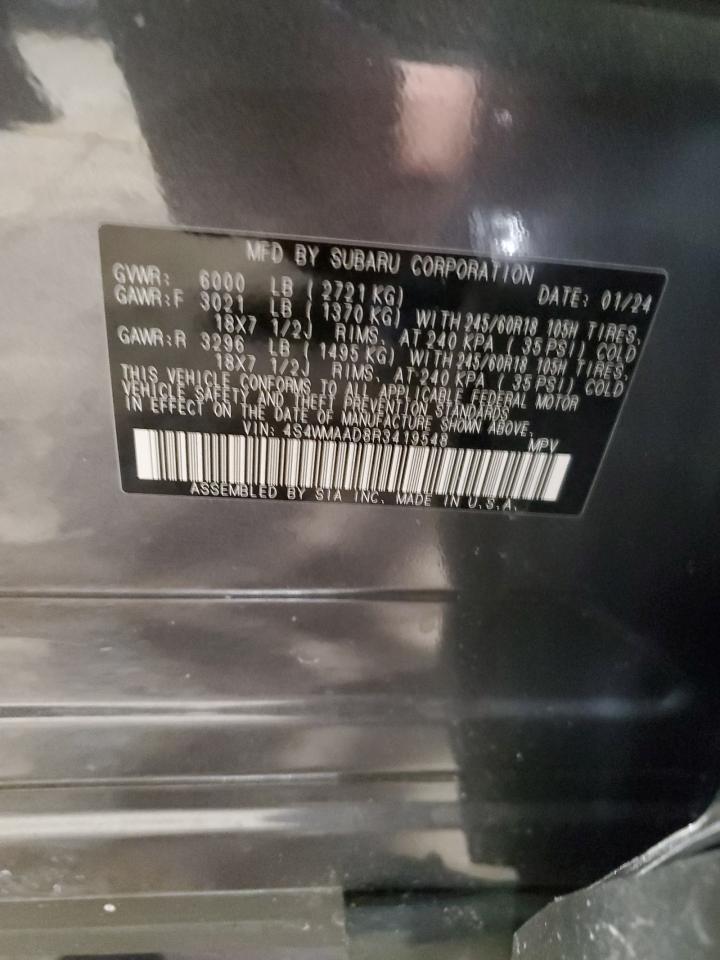 MFD BY SUBARU CORPORATION
GVWR: 6000 LB ( 2721 KG) DATE: 01/24
GAWR:F 3021 LB ( 1370 KG) WITH 245/60R18 105H TIRES,
18X7 1/2J RIMS, AT 240 KPA ( 35 PSI) COLD
GAWR:R 3296 LB ( 1495 KG) WITH 245/60R18 105H TIRES,
18X7 1/2J RIMS, AT 240 KPA ( 35 PSI) COLD
THIS VEHICLE CONFORMS TO ALL APPLICABLE FEDERAL MOTOR
VEHICLE SAFETY AND THEFT PREVENTION STANDARDS
IN EFFECT ON THE DATE OF MANUFACTURE SHOWN ABOVE.
VIN: 4S4WMAAD8R3419548 MPV
ASSEMBLED BY SIA INC. MADE IN U.S.A.